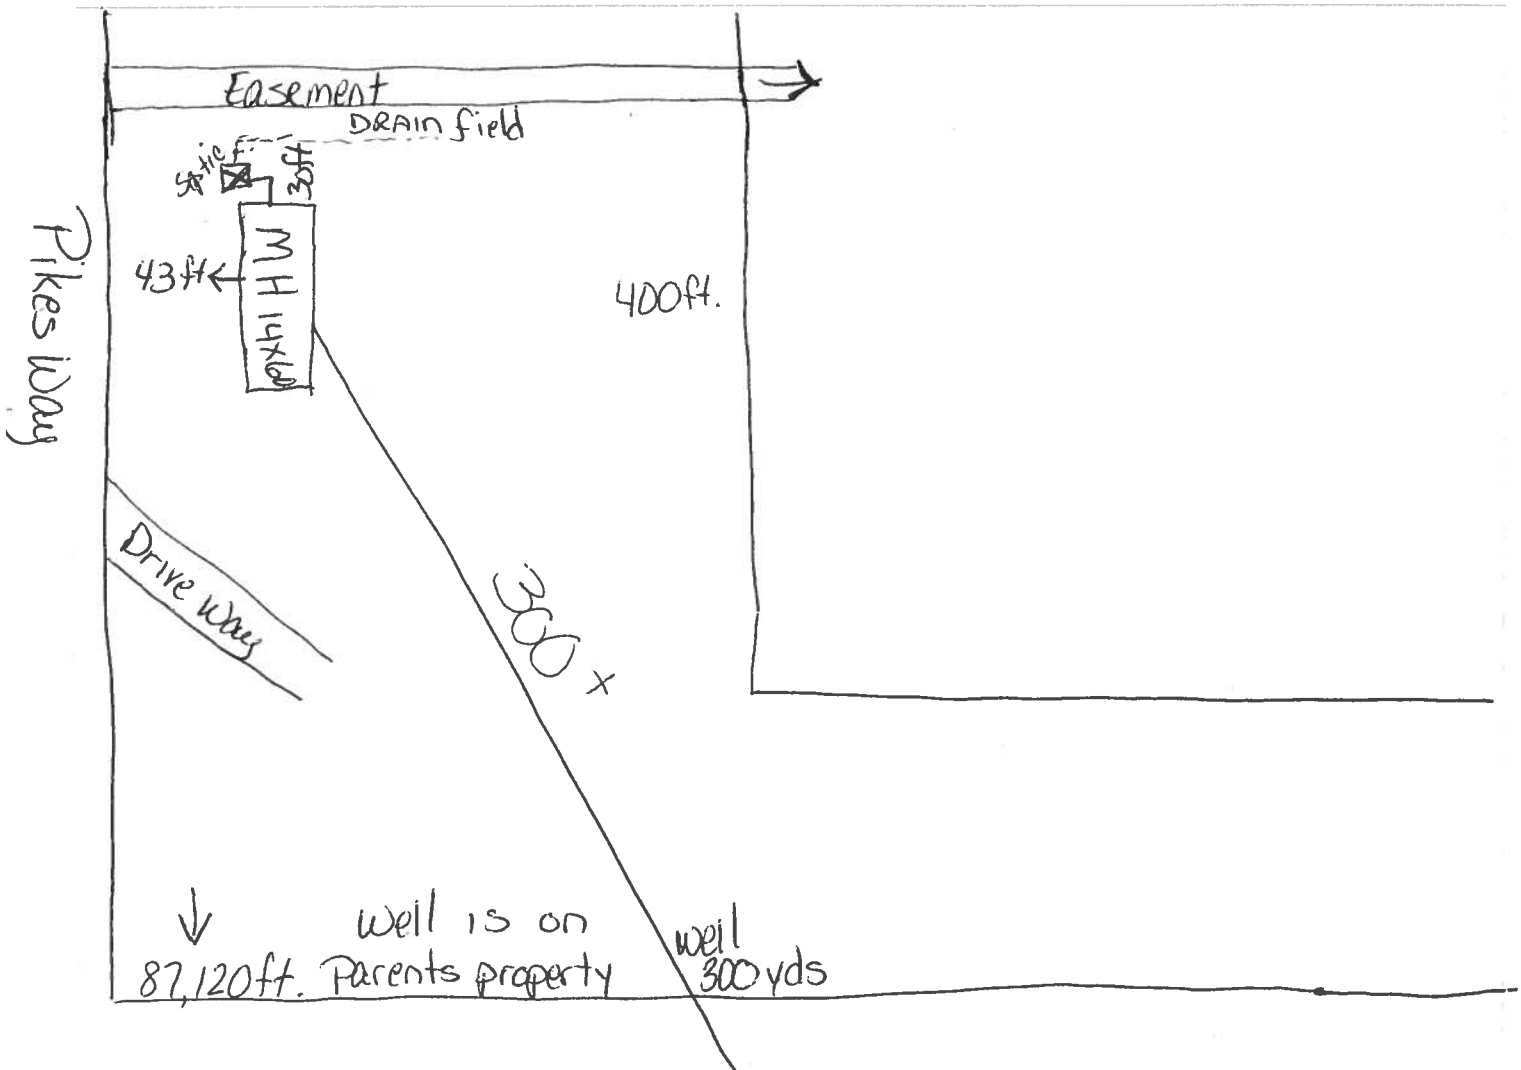 Easement
DRAIN field
Septic
30ft
Pikes Way
43ft
MH 14x60
400ft.
Drive Way
300 x
Well is on
87,120ft. Parents property
Well
300yds